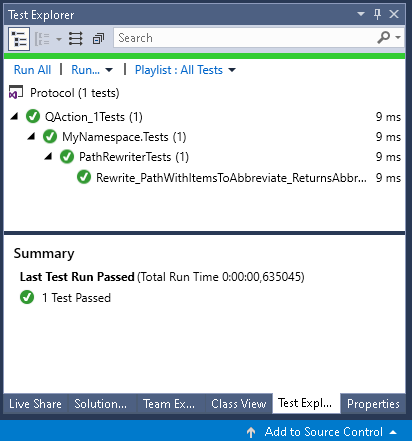 Test Explorer
Search
Run All | Run... | Playlist : All Tests
Protocol (1 tests)
QAction_1Tests (1) 9 ms
MyNamespace.Tests (1) 9 ms
PathRewriterTests (1) 9 ms
Rewrite_PathWithItemsToAbbreviate_ReturnsAbbr... 9 ms
Summary
Last Test Run Passed (Total Run Time 0:00:00,635045)
1 Test Passed
Live Share Solution... Team Ex... Class View Test Expl... Properties
Add to Source Control